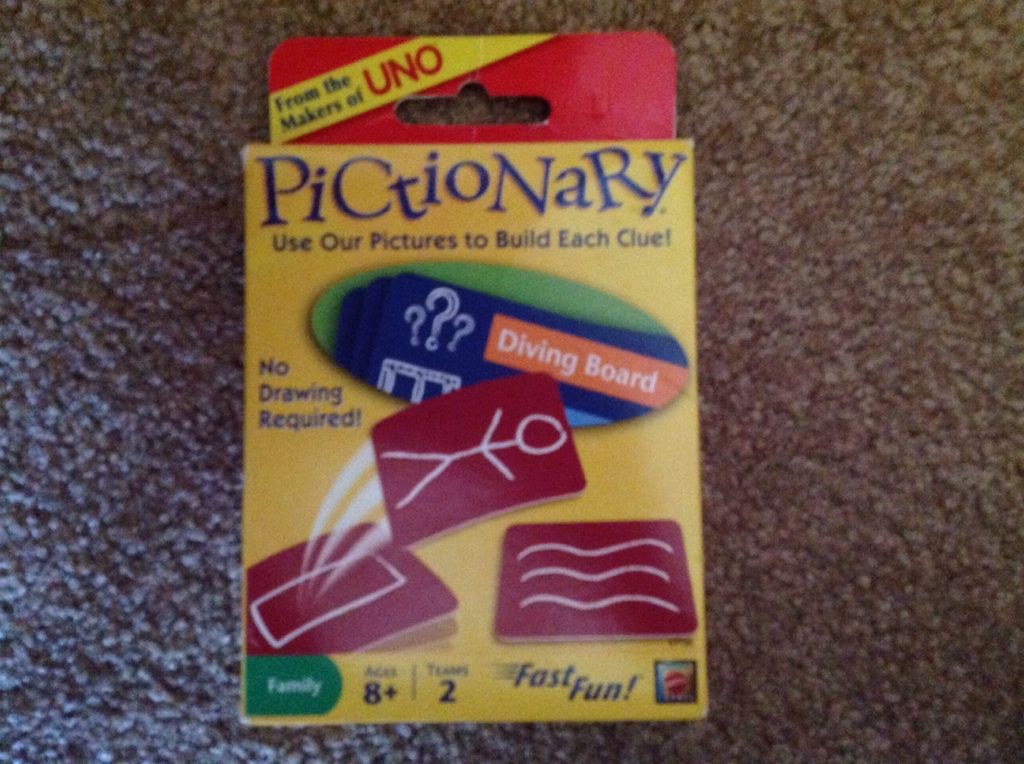 From the
Makers of UNO
PiCtioNaRy
Use Our Pictures to Build Each Clue!
???
Diving Board
No
Drawing
Required!
Family
Ages
8+
Teams
2
Fast Fun!